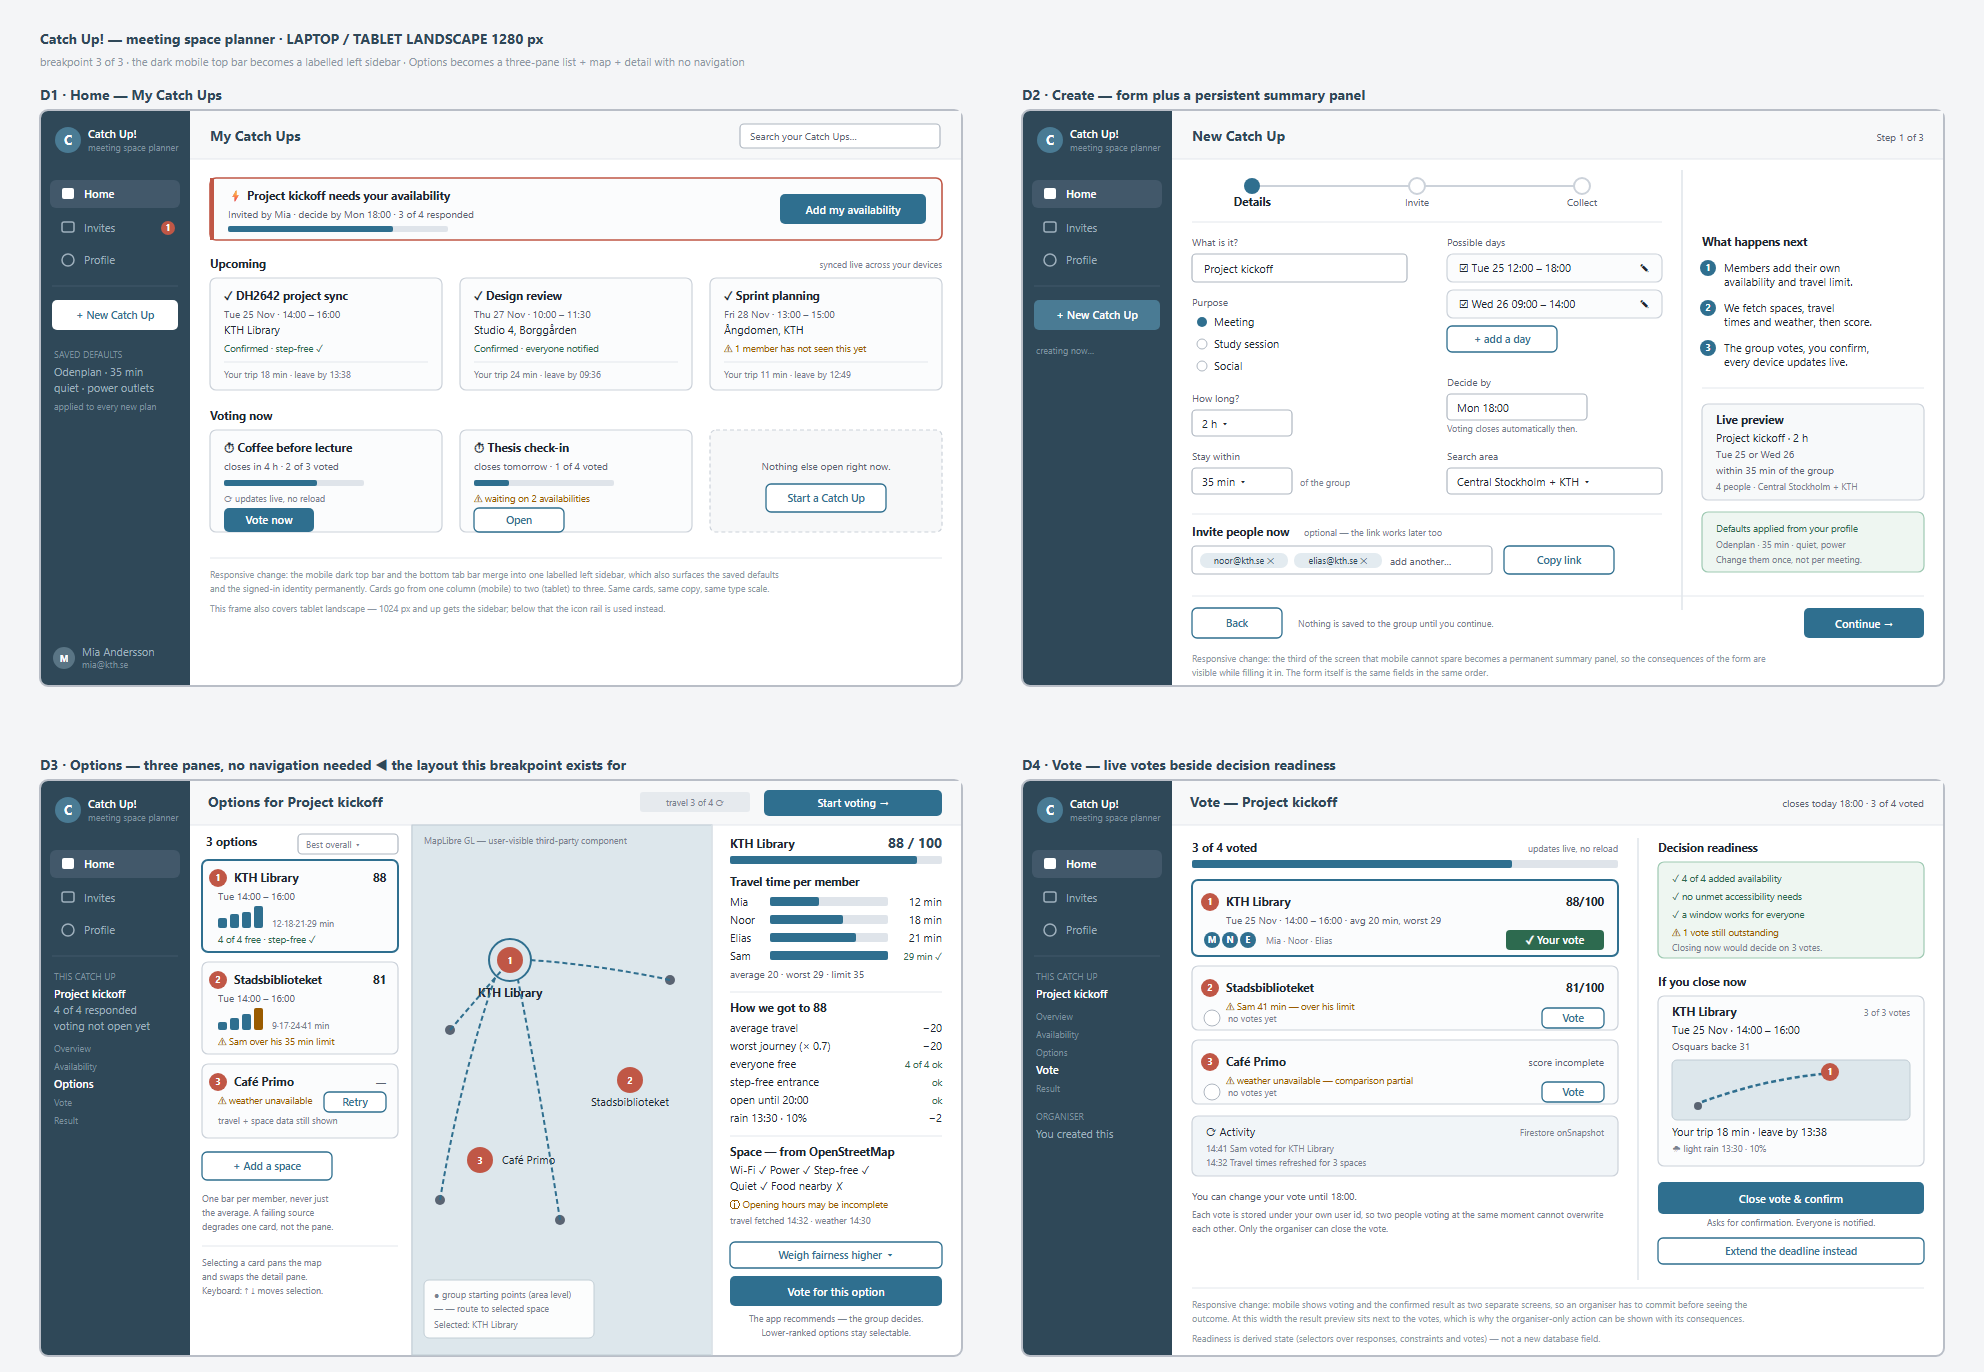 Catch Up! — meeting space planner · LAPTOP / TABLET LANDSCAPE 1280 px
breakpoint 3 of 3 · the dark mobile top bar becomes a labelled left sidebar · Options becomes a three-pane list + map + detail with no navigation
D1 · Home — My Catch Ups
C
Catch Up!
meeting space planner
Home
Invites
1
Profile
+ New Catch Up
SAVED DEFAULTS
Odenplan · 35 min
quiet · power outlets
applied to every new plan
M
Mia Andersson
mia@kth.se
My Catch Ups
Search your Catch Ups...
⚡ Project kickoff needs your availability
Invited by Mia · decide by Mon 18:00 · 3 of 4 responded
Add my availability
Upcoming
synced live across your devices
✓ DH2642 project sync
Tue 25 Nov · 14:00 – 16:00
KTH Library
Confirmed · step-free ✓
Your trip 18 min · leave by 13:38
✓ Design review
Thu 27 Nov · 10:00 – 11:30
Studio 4, Borggården
Confirmed · everyone notified
Your trip 24 min · leave by 09:36
✓ Sprint planning
Fri 28 Nov · 13:00 – 15:00
Ångdomen, KTH
⚠ 1 member has not seen this yet
Your trip 11 min · leave by 12:49
Voting now
⏱ Coffee before lecture
closes in 4 h · 2 of 3 voted
⟳ updates live, no reload
Vote now
⏱ Thesis check-in
closes tomorrow · 1 of 4 voted
⚠ waiting on 2 availabilities
Open
Nothing else open right now.
Start a Catch Up
Responsive change: the mobile dark top bar and the bottom tab bar merge into one labelled left sidebar, which also surfaces the saved defaults
and the signed-in identity permanently. Cards go from one column (mobile) to two (tablet) to three. Same cards, same copy, same type scale.
This frame also covers tablet landscape — 1024 px and up gets the sidebar; below that the icon rail is used instead.
D2 · Create — form plus a persistent summary panel
C
Catch Up!
meeting space planner
Home
Invites
Profile
+ New Catch Up
creating now...
New Catch Up
Step 1 of 3
Details
Invite
Collect
What is it?
Project kickoff
Purpose
Meeting
Study session
Social
How long?
2 h ▾
Stay within
35 min ▾
of the group
Possible days
☑ Tue 25 12:00 – 18:00 ✎
☑ Wed 26 09:00 – 14:00 ✎
+ add a day
Decide by
Mon 18:00
Voting closes automatically then.
Search area
Central Stockholm + KTH ▾
Invite people now
optional — the link works later too
noor@kth.se ✕
elias@kth.se ✕
add another...
Copy link
Back
Nothing is saved to the group until you continue.
Continue →
What happens next
1 Members add their own
availability and travel limit.
2 We fetch spaces, travel
times and weather, then score.
3 The group votes, you confirm,
every device updates live.
Live preview
Project kickoff · 2 h
Tue 25 or Wed 26
within 35 min of the group
4 people · Central Stockholm + KTH
Defaults applied from your profile
Odenplan · 35 min · quiet, power
Change them once, not per meeting.
Responsive change: the third of the screen that mobile cannot spare becomes a permanent summary panel, so the consequences of the form are
visible while filling it in. The form itself is the same fields in the same order.
D3 · Options — three panes, no navigation needed ◀ the layout this breakpoint exists for
C
Catch Up!
meeting space planner
Home
Invites
Profile
THIS CATCH UP
Project kickoff
4 of 4 responded
voting not open yet
Overview
Availability
Options
Vote
Result
Options for Project kickoff
travel 3 of 4 ⟳
Start voting →
3 options
Best overall ▾
1 KTH Library 88
Tue 14:00 – 16:00
12·18·21·29 min
4 of 4 free · step-free ✓
2 Stadsbiblioteket 81
Tue 14:00 – 16:00
9·17·24·41 min
⚠ Sam over his 35 min limit
3 Café Primo —
⚠ weather unavailable
Retry
travel + space data still shown
+ Add a space
One bar per member, never just
the average. A failing source
degrades one card, not the pane.
Selecting a card pans the map
and swaps the detail pane.
Keyboard: ↑ ↓ moves selection.
MapLibre GL — user-visible third-party component
1
KTH Library
2
Stadsbiblioteket
3
Café Primo
● group starting points (area level)
— — route to selected space
Selected: KTH Library
KTH Library 88 / 100
Travel time per member
Mia 12 min
Noor 18 min
Elias 21 min
Sam 29 min ✓
average 20 · worst 29 · limit 35
How we got to 88
average travel −20
worst journey (× 0.7) −20
everyone free 4 of 4 ok
step-free entrance ok
open until 20:00 ok
rain 13:30 · 10% −2
Space — from OpenStreetMap
Wi-Fi ✓ Power ✓ Step-free ✓
Quiet ✓ Food nearby ✗
ⓘ Opening hours may be incomplete
travel fetched 14:32 · weather 14:30
Weigh fairness higher ▾
Vote for this option
The app recommends — the group decides.
Lower-ranked options stay selectable.
D4 · Vote — live votes beside decision readiness
C
Catch Up!
meeting space planner
Home
Invites
Profile
THIS CATCH UP
Project kickoff
Overview
Availability
Options
Vote
Result
ORGANISER
You created this
Vote — Project kickoff
closes today 18:00 · 3 of 4 voted
3 of 4 voted
updates live, no reload
1 KTH Library 88/100
Tue 25 Nov · 14:00 – 16:00 · avg 20 min, worst 29
M N E Mia · Noor · Elias
✓ Your vote
2 Stadsbiblioteket 81/100
⚠ Sam 41 min — over his limit
no votes yet
Vote
3 Café Primo score incomplete
⚠ weather unavailable — comparison partial
no votes yet
Vote
⟳ Activity
Firestore onSnapshot
14:41 Sam voted for KTH Library
14:32 Travel times refreshed for 3 spaces
You can change your vote until 18:00.
Each vote is stored under your own user id, so two people voting at the same moment cannot overwrite
each other. Only the organiser can close the vote.
Decision readiness
✓ 4 of 4 added availability
✓ no unmet accessibility needs
✓ a window works for everyone
⚠ 1 vote still outstanding
Closing now would decide on 3 votes.
If you close now
KTH Library 3 of 3 votes
Tue 25 Nov · 14:00 – 16:00
Osquars backe 31
1
Your trip 18 min · leave by 13:38
☂ light rain 13:30 · 10%
Close vote & confirm
Asks for confirmation. Everyone is notified.
Extend the deadline instead
Responsive change: mobile shows voting and the confirmed result as two separate screens, so an organiser has to commit before seeing the
outcome. At this width the result preview sits next to the votes, which is why the organiser-only action can be shown with its consequences.
Readiness is derived state (selectors over responses, constraints and votes) — not a new database field.